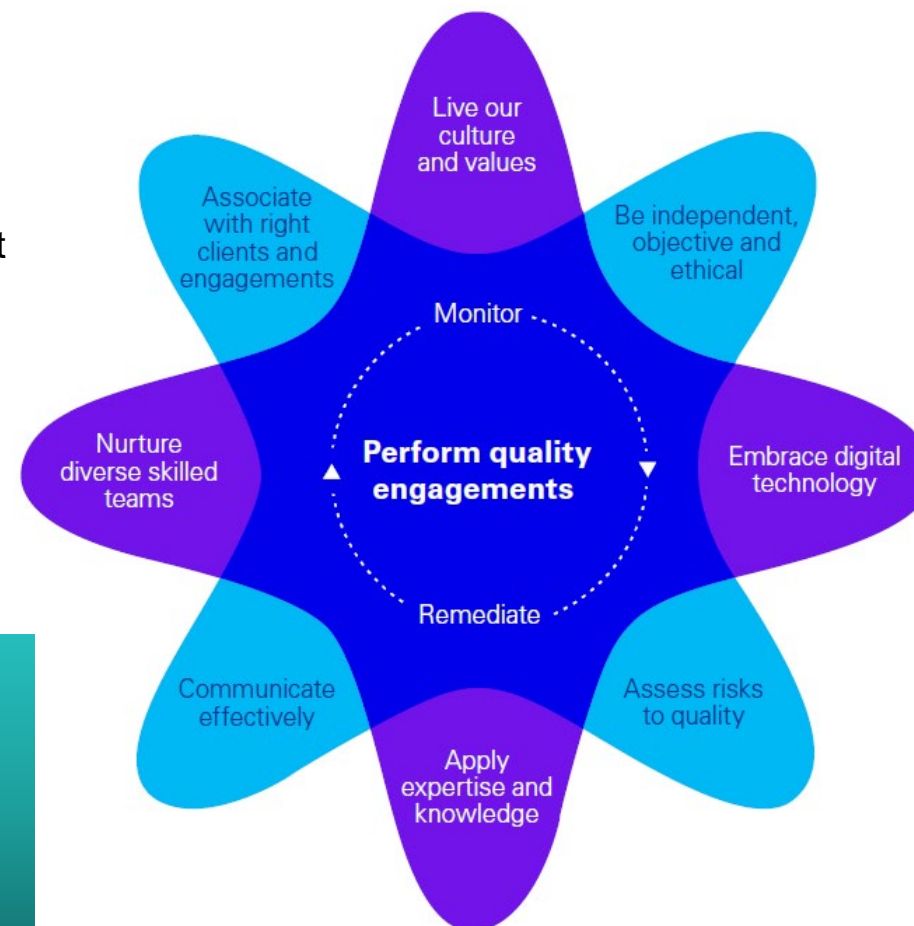 Live our
culture
and values
Associate
with right
clients and
engagements
Be independent,
objective and
ethical
t
Monitor
Nurture
diverse skilled
teams
Perform quality
engagements
Embrace digital
technology
Remediate
Communicate
effectively
Assess risks
to quality
Apply
expertise and
knowledge